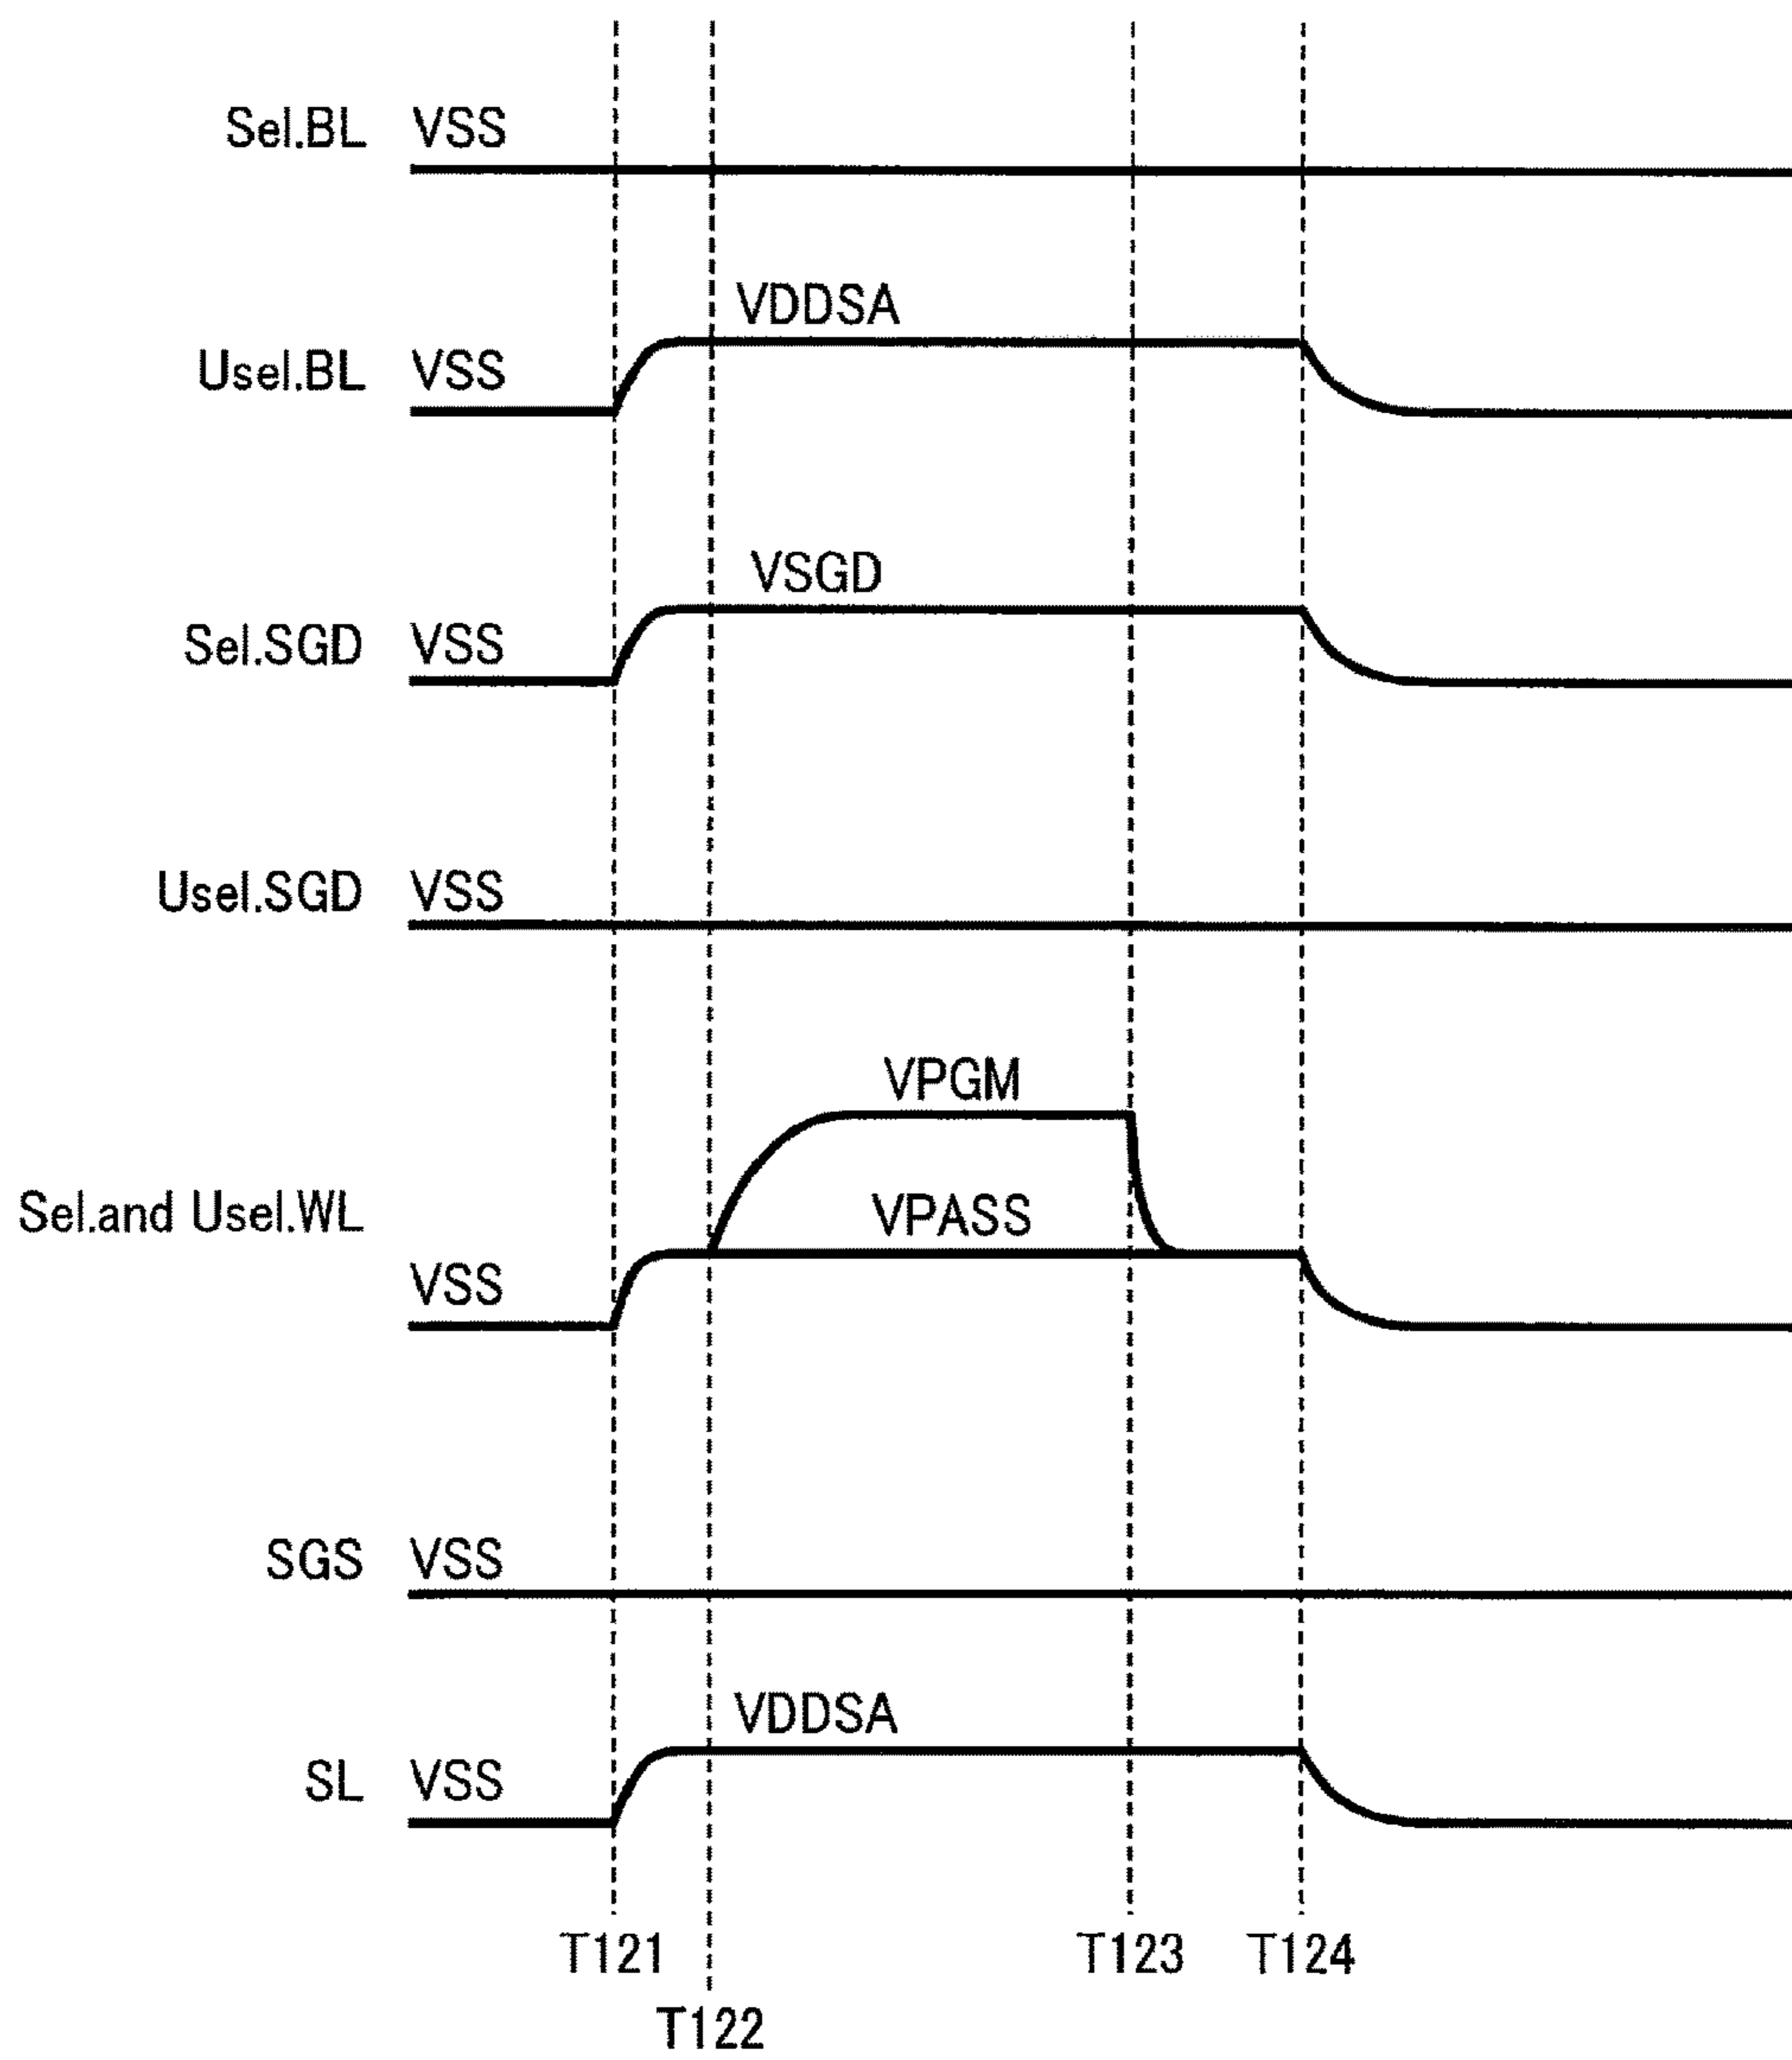 Sel.BL VSS
VDDSA
Usel.BL VSS
VSGD
Sel.SGD VSS
Usel.SGD VSS
VPGM
Sel.and Usel.WL VPASS
VSS
SGS VSS
VDDSA
SL VSS
T121 T123 T124
T122